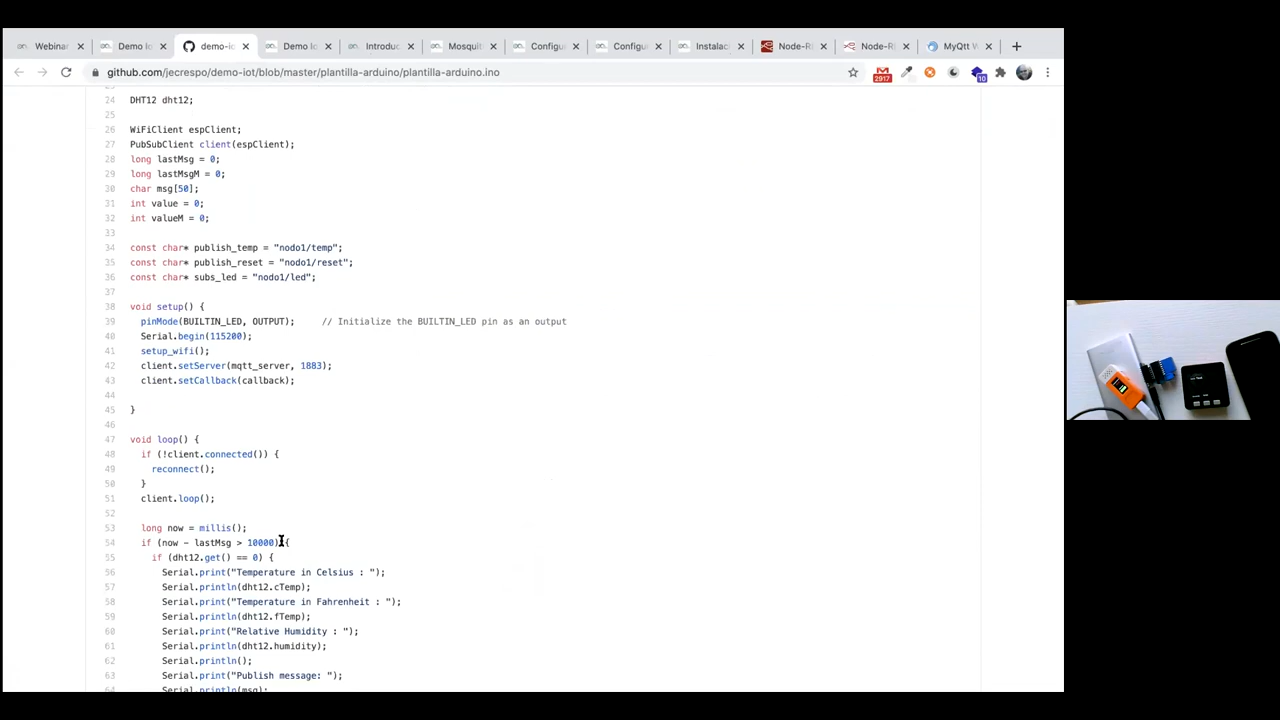 Webinar
Demo Io
demo-io
Demo Io
Introduc
Mosquit
Configu
Configu
Instalac
Node-R
Node-R
MyQtt W
github.com/jecrespo/demo-iot/blob/master/plantilla-arduino/plantilla-arduino.ino
2917
10
24 DHT12 dht12;
25
26 WiFiClient espClient;
27 PubSubClient client(espClient);
28 long lastMsg = 0;
29 long lastMsgM = 0;
30 char msg[50];
31 int value = 0;
32 int valueM = 0;
33
34 const char* publish_temp = "nodo1/temp";
35 const char* publish_reset = "nodo1/reset";
36 const char* subs_led = "nodo1/led";
37
38 void setup() {
39 pinMode(BUILTIN_LED, OUTPUT); // Initialize the BUILTIN_LED pin as an output
40 Serial.begin(115200);
41 setup_wifi();
42 client.setServer(mqtt_server, 1883);
43 client.setCallback(callback);
44
45 }
46
47 void loop() {
48 if (!client.connected()) {
49 reconnect();
50 }
51 client.loop();
52
53 long now = millis();
54 if (now - lastMsg > 10000) {
55 if (dht12.get() == 0) {
56 Serial.print("Temperature in Celsius : ");
57 Serial.println(dht12.cTemp);
58 Serial.print("Temperature in Fahrenheit : ");
59 Serial.println(dht12.fTemp);
60 Serial.print("Relative Humidity : ");
61 Serial.println(dht12.humidity);
62 Serial.println();
63 Serial.print("Publish message: ");
64 Serial.println(msg);